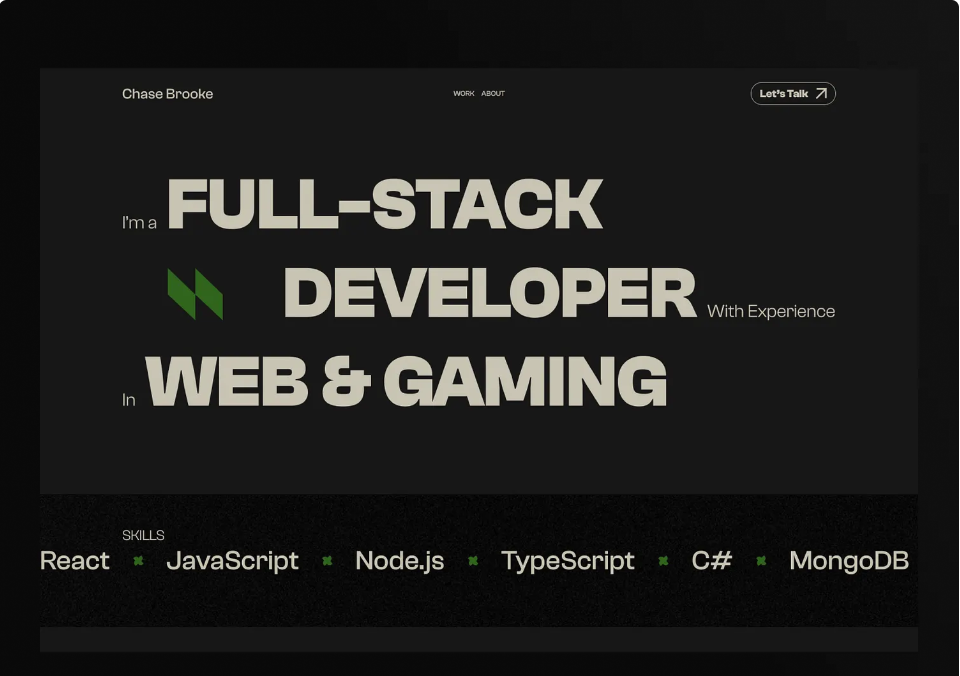 Chase Brooke
WORK ABOUT
Let's Talk
I'm a FULL-STACK
DEVELOPER With Experience
In WEB & GAMING
SKILLS
React JavaScript Node.js TypeScript C# MongoDB